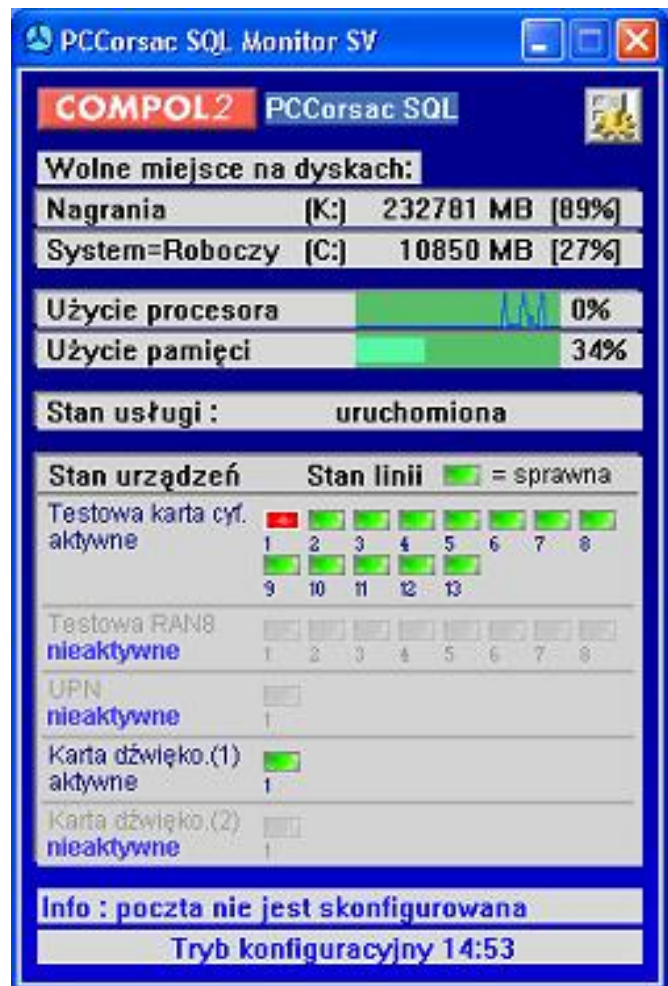 PCCorsac SQL Monitor SV
COMPOL2 PCCorsac SQL
Wolne miejsce na dyskach:
Nagrania (K:) 232781 MB (89%)
System=Roboczy (C:) 10850 MB (27%)
Użycie procesora 0%
Użycie pamięci 34%
Stan usługi : uruchomiona
Stan urządzeń Stan linii = sprawna
Testowa karta cyf.
aktywne
1 2 3 4 5 6 7 8
9 10 11 12 13
Testowa RAN8
nieaktywne
1 2 3 4 5 6 7 8
UPN
nieaktywne
1
Karta dźwięko.(1)
aktywne
1
Karta dźwięko.(2)
nieaktywne
1
Info : poczta nie jest skonfigurowana
Tryb konfiguracyjny 14:53